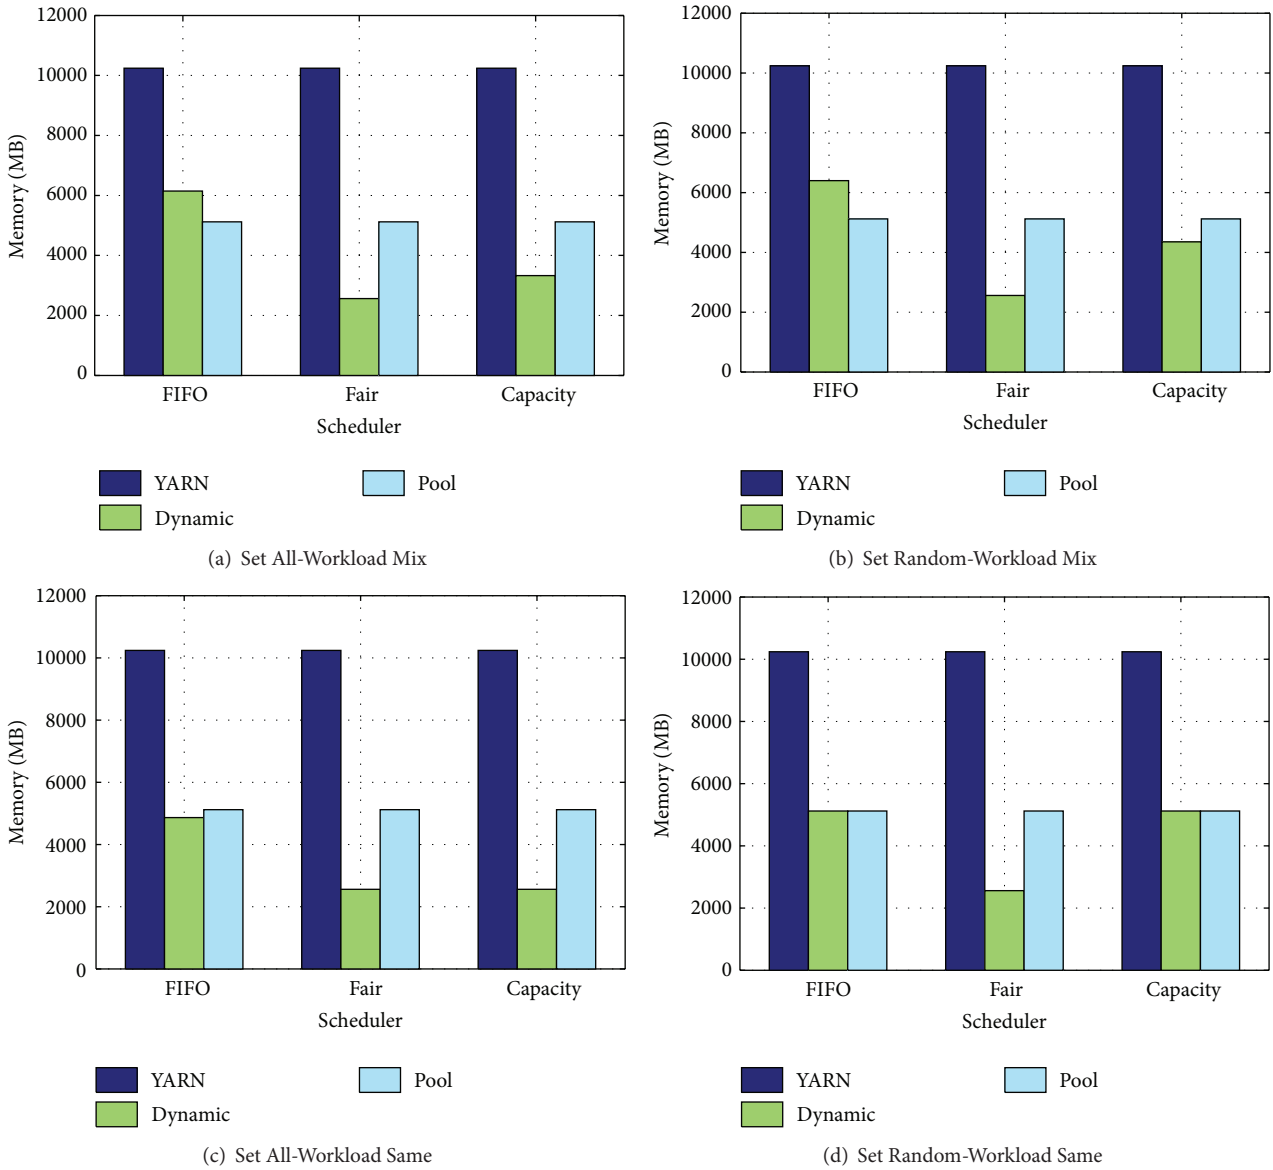 12000
10000
8000
6000
4000
2000
0
Memory (MB)
FIFO Fair Capacity
Scheduler
YARN Pool
Dynamic
(a) Set All-Workload Mix
12000
10000
8000
6000
4000
2000
0
Memory (MB)
FIFO Fair Capacity
Scheduler
YARN Pool
Dynamic
(b) Set Random-Workload Mix
12000
10000
8000
6000
4000
2000
0
Memory (MB)
FIFO Fair Capacity
Scheduler
YARN Pool
Dynamic
(c) Set All-Workload Same
12000
10000
8000
6000
4000
2000
0
Memory (MB)
FIFO Fair Capacity
Scheduler
YARN Pool
Dynamic
(d) Set Random-Workload Same